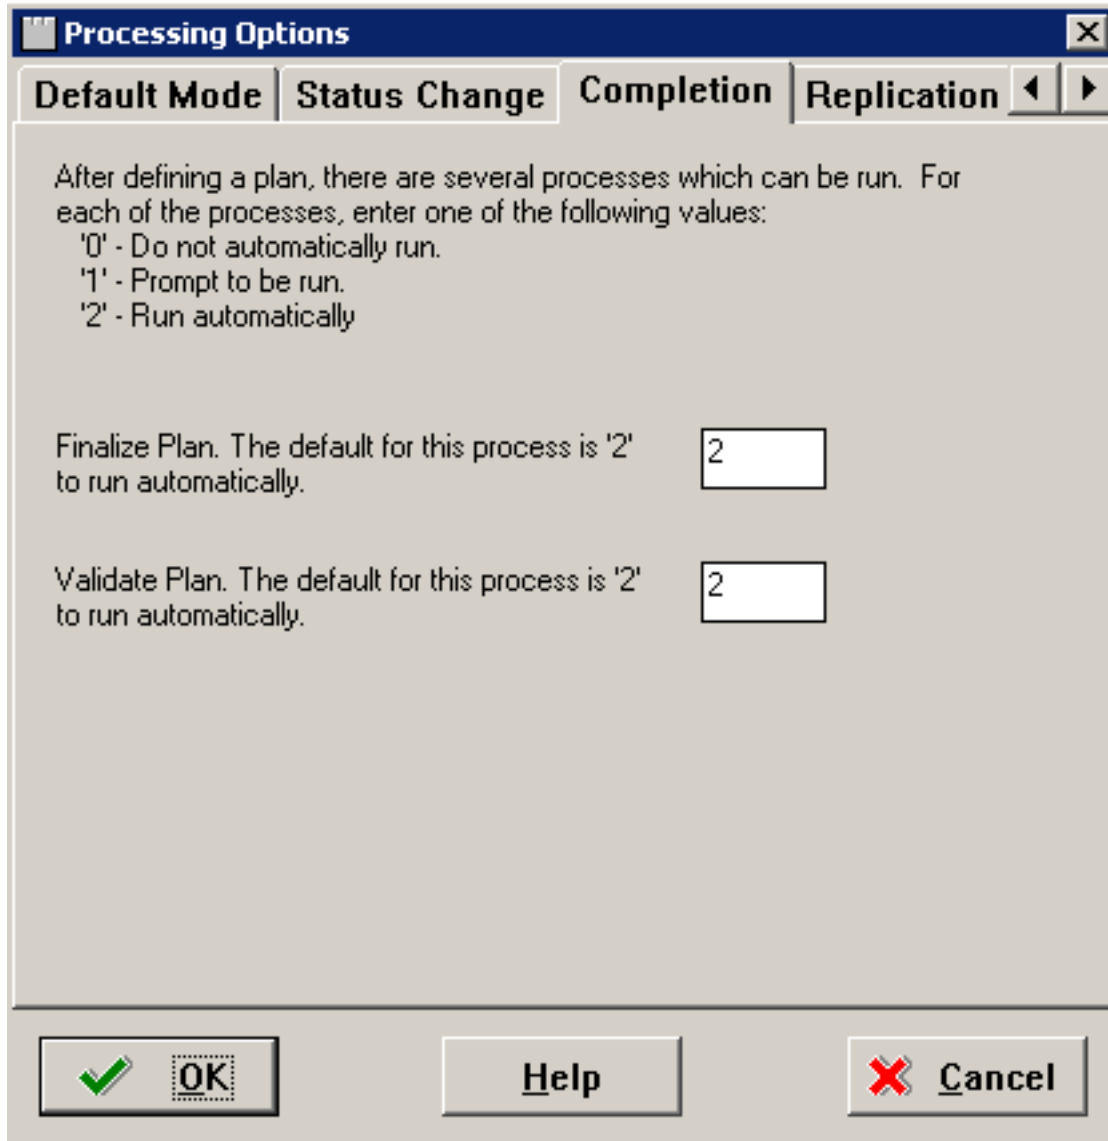 Processing Options
Default Mode Status Change Completion Replication
After defining a plan, there are several processes which can be run. For
each of the processes, enter one of the following values:
'0' - Do not automatically run.
'1' - Prompt to be run.
'2' - Run automatically
Finalize Plan. The default for this process is '2'
to run automatically.
2
Validate Plan. The default for this process is '2'
to run automatically.
2
OK Help Cancel